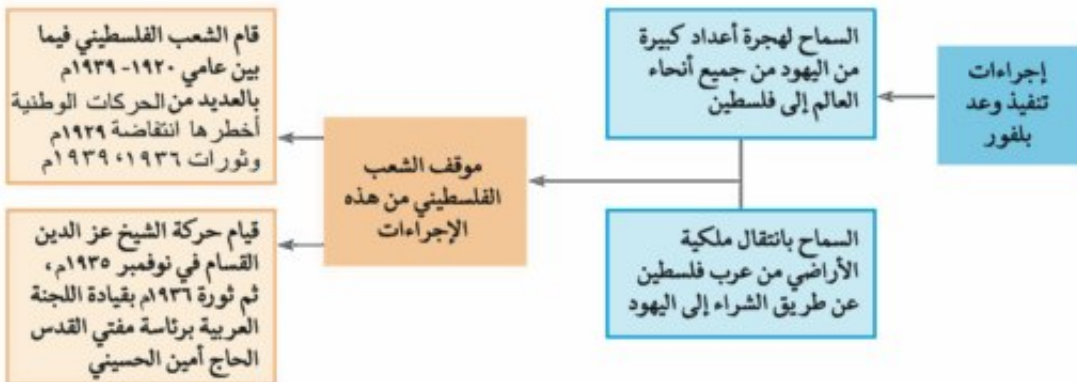 إجراءات
تنفيذ وعد
بلفور
السماح لهجرة أعداد كبيرة
من اليهود من جميع أنحاء
العالم إلى فلسطين
السماح بانتقال ملكية
الأراضي من عرب فلسطين
عن طريق الشراء إلى اليهود
موقف الشعب
الفلسطيني من هذه
الإجراءات
قام الشعب الفلسطيني فيما
بين عامي ١٩٢٠- ١٩٣٩م
بالعديد من الحركات الوطنية
أخطرها انتفاضة ١٩٢٩م
وثورات ١٩٣٦، ١٩٣٩م
قيام حركة الشيخ عز الدين
القسام في نوفمبر ١٩٣٥م،
ثم ثورة ١٩٣٦م بقيادة اللجنة
العربية برئاسة مفتي القدس
الحاج أمين الحسيني